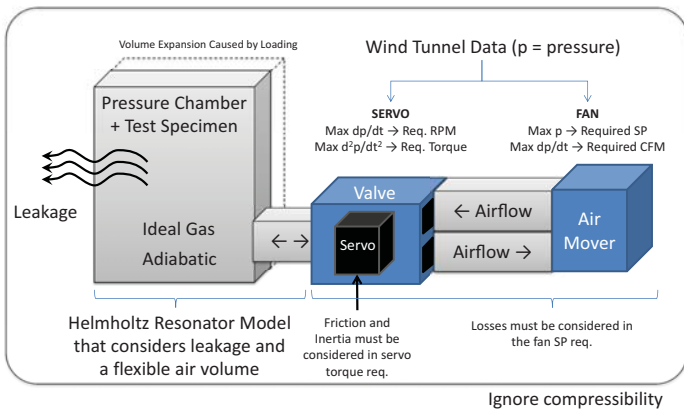 Volume Expansion Caused by Loading
Wind Tunnel Data (p = pressure)
Pressure Chamber
+ Test Specimen
SERVO
Max dp/dt → Req. RPM
Max d²p/dt² → Req. Torque
FAN
Max p → Required SP
Max dp/dt → Required CFM
Leakage
Ideal Gas
Adiabatic
← →
Valve
Servo
← Airflow
Airflow →
Air
Mover
Helmholtz Resonator Model
that considers leakage and
a flexible air volume
Friction and
Inertia must be
considered in servo
torque req.
Losses must be considered in
the fan SP req.
Ignore compressibility